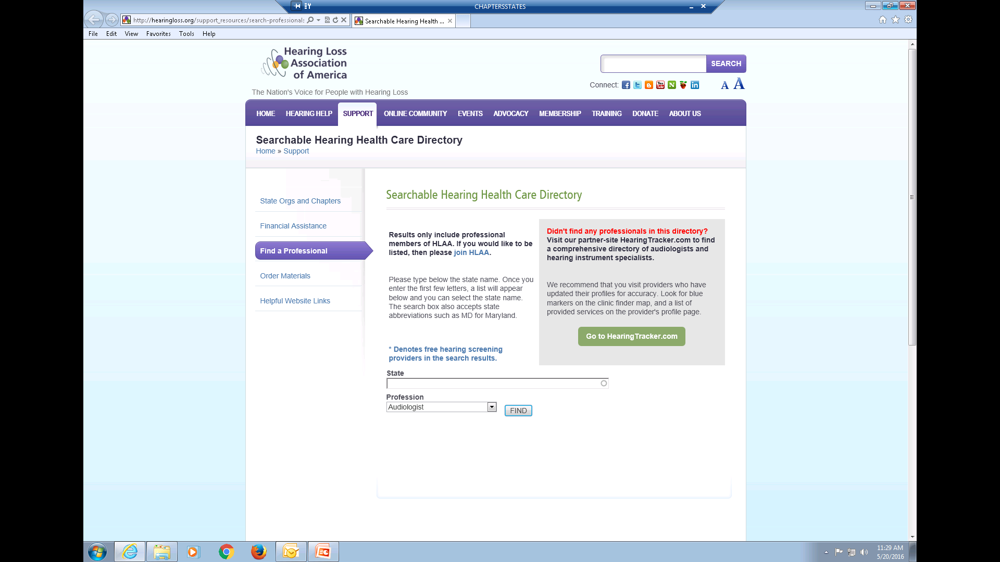 CHAPTERSSTATES
http://hearingloss.org/support_resources/search-professionals
Searchable Hearing Health ...
File Edit View Favorites Tools Help
Hearing Loss
Association
of America
The Nation's Voice for People with Hearing Loss
SEARCH
Connect:
A A
HOME HEARING HELP SUPPORT ONLINE COMMUNITY EVENTS ADVOCACY MEMBERSHIP TRAINING DONATE ABOUT US
Searchable Hearing Health Care Directory
Home » Support
State Orgs and Chapters
Financial Assistance
Find a Professional
Order Materials
Helpful Website Links
Searchable Hearing Health Care Directory
Results only include professional
members of HLAA. If you would like to be
listed, then please join HLAA.
Please type below the state name. Once you
enter the first few letters, a list will appear
below and you can select the state name.
The search box also accepts state
abbreviations such as MD for Maryland.
* Denotes free hearing screening
providers in the search results.
Didn't find any professionals in this directory?
Visit our partner-site HearingTracker.com to find
a comprehensive directory of audiologists and
hearing instrument specialists.
We recommend that you visit providers who have
updated their profiles for accuracy. Look for blue
markers on the clinic finder map, and a list of
provided services on the provider's profile page.
Go to HearingTracker.com
State
Profession
Audiologist
FIND
11:29 AM
5/20/2016